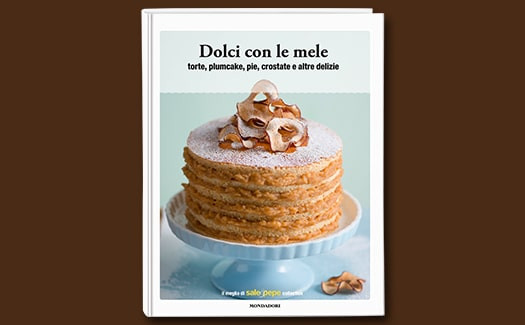 Dolci con le mele
torte, plumcake, pie, crostate e altre delizie
il meglio di sale&pepe
MONDADORI